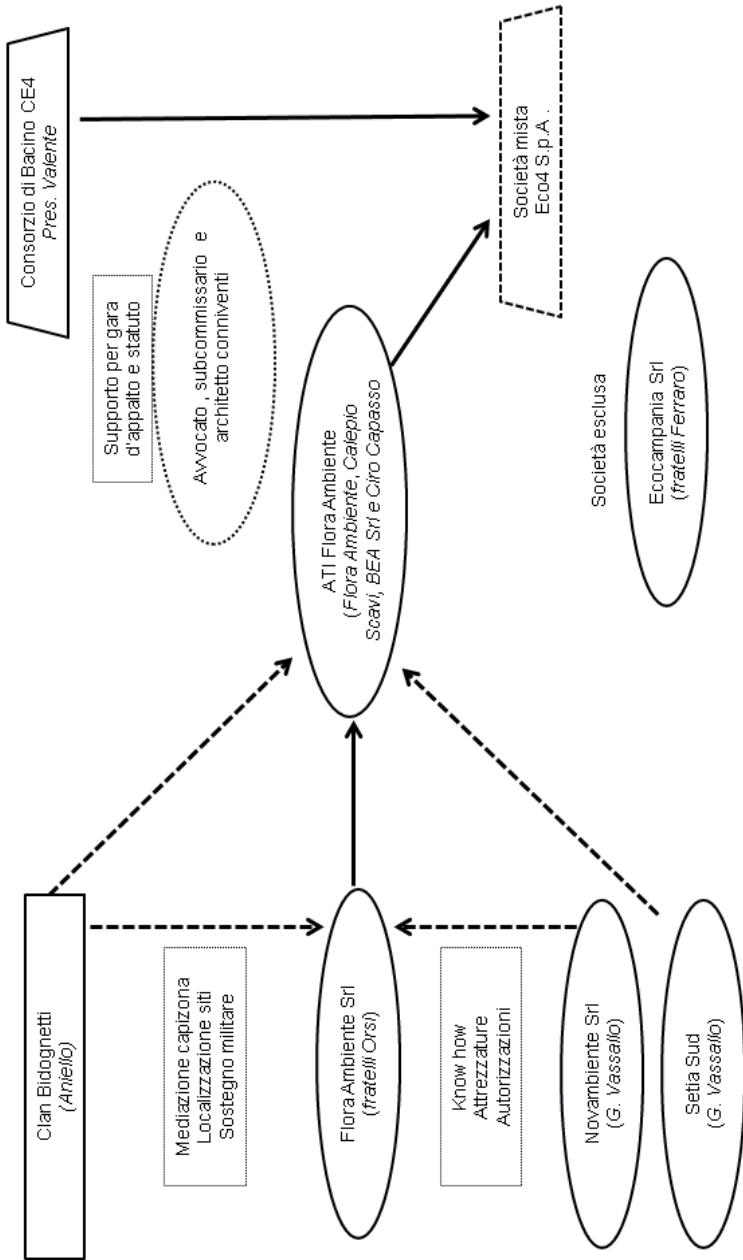 Clan Bidognetti
(Aniello)
Consorzio di Bacino CE4
Pres. Valente
Mediazione capizona
Localizzazione siti
Sostegno militare
Supporto per gara
d'appalto e statuto
Avvocato , subcommissario e
architetto conniventi
Flora Ambiente Srl
(fratelli Orsi)
ATI Flora Ambiente
(Flora Ambiente, Calepio
Scavi, BEA Srl e Ciro Capasso
Know how
Attrezzature
Autorizzazioni
Società mista
Eco4 S.p.A .
Novambiente Srl
(G. Vassallo)
Setia Sud
(G. Vassallo)
Società esclusa
Ecocampania Srl
(fratelli Ferraro)